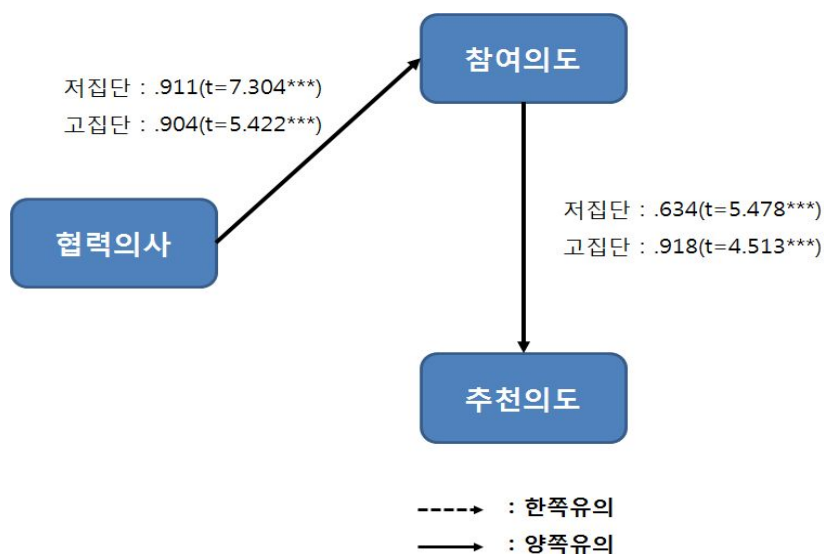 참여의도
저집단 : .911(t=7.304***)
고집단 : .904(t=5.422***)
협력의사
저집단 : .634(t=5.478***)
고집단 : .918(t=4.513***)
추천의도
: 한쪽유의
: 양쪽유의